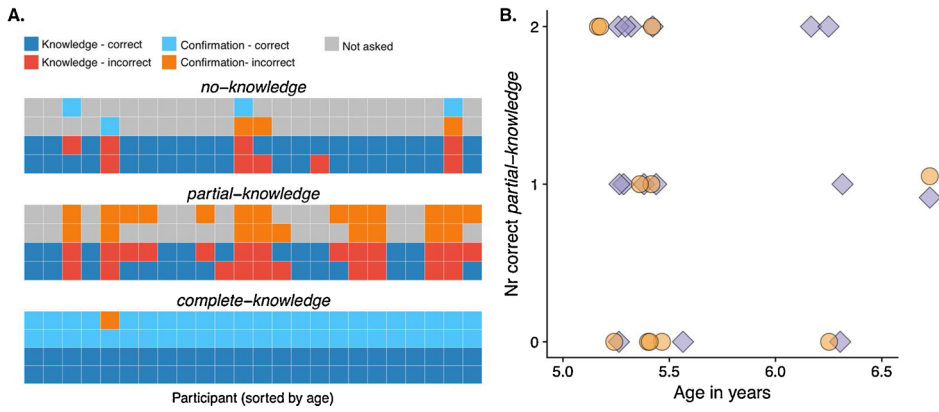 A.
Knowledge - correct
Confirmation - correct
Not asked
Knowledge - incorrect
Confirmation- incorrect
no–knowledge
partial–knowledge
complete–knowledge
Participant (sorted by age)
B.
Nr correct partial–knowledge
2
1
0
5.0 5.5 6.0 6.5
Age in years